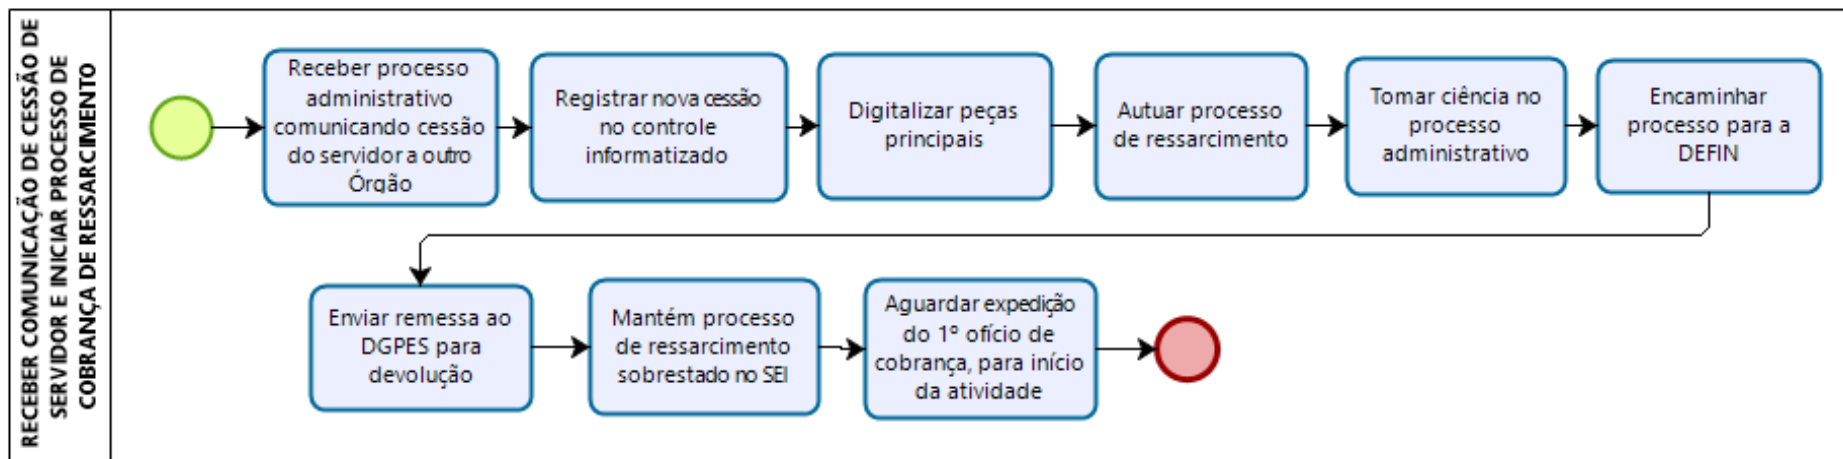 RECEBER COMUNICAÇÃO DE CESSÃO DE
SERVIDOR E INICIAR PROCESSO DE
COBRANÇA DE RESSARCIMENTO
Receber processo
administrativo
comunicando cessão
do servidor a outro
Órgão
Registrar nova cessão
no controle
informatizado
Digitalizar peças
principais
Autuar processo
de ressarcimento
Tomar ciência no
processo
administrativo
Encaminhar
processo para a
DEFIN
Enviar remessa ao
DGPES para
devolução
Mantém processo
de ressarcimento
sobrestado no SEI
Aguardar expedição
do 1º ofício de
cobrança, para início
da atividade